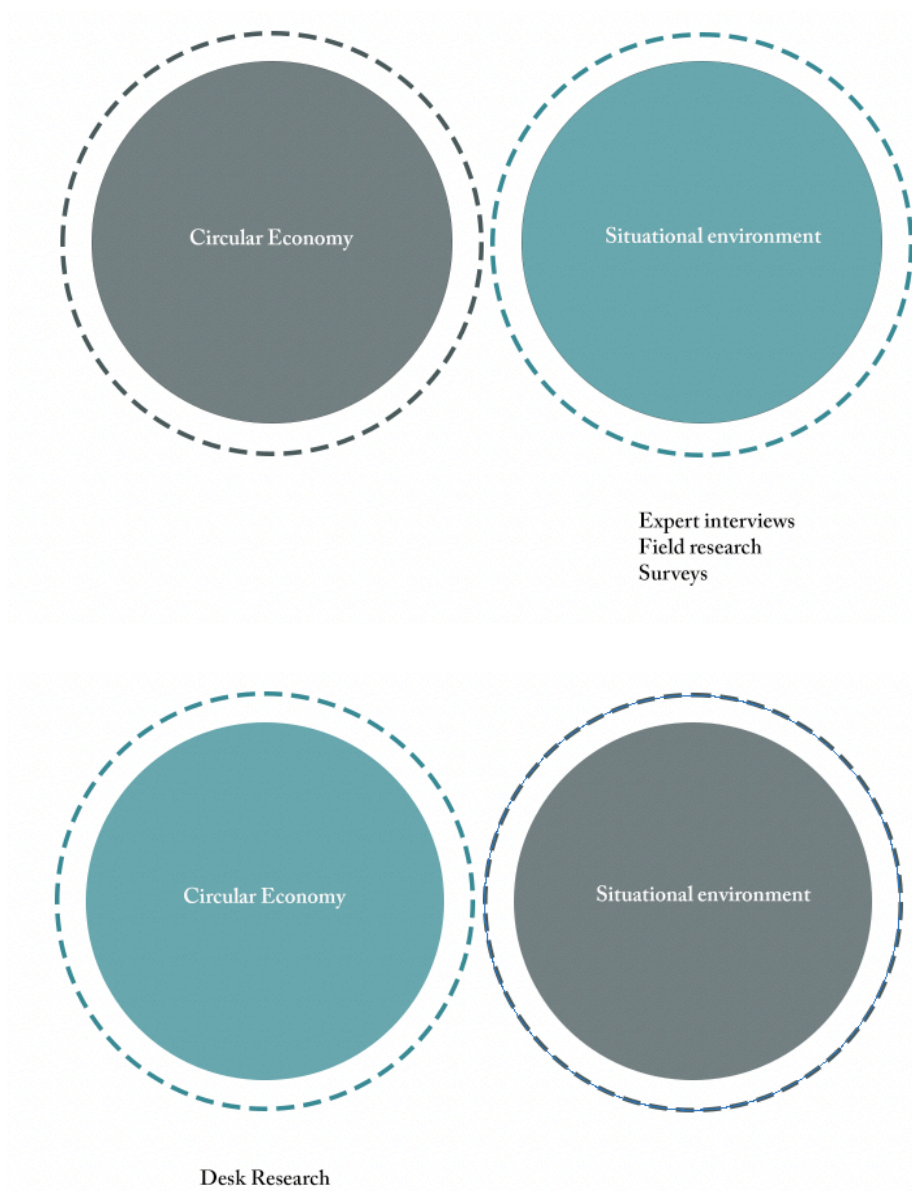 Circular Economy
Situational environment
Expert interviews
Field research
Surveys
Circular Economy
Situational environment
Desk Research